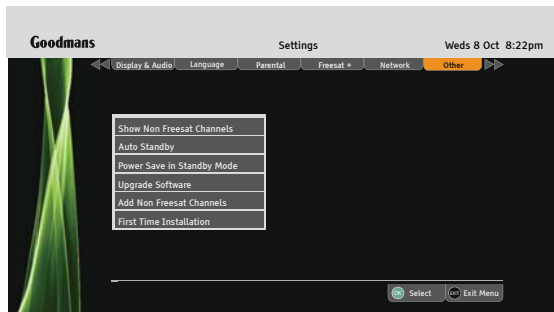 Goodmans Settings Weds 8 Oct 8:22pm
Display & Audio Language Parental Freesat + Network Other
Show Non Freesat Channels
Auto Standby
Power Save in Standby Mode
Upgrade Software
Add Non Freesat Channels
First Time Installation
OK Select EXIT Exit Menu